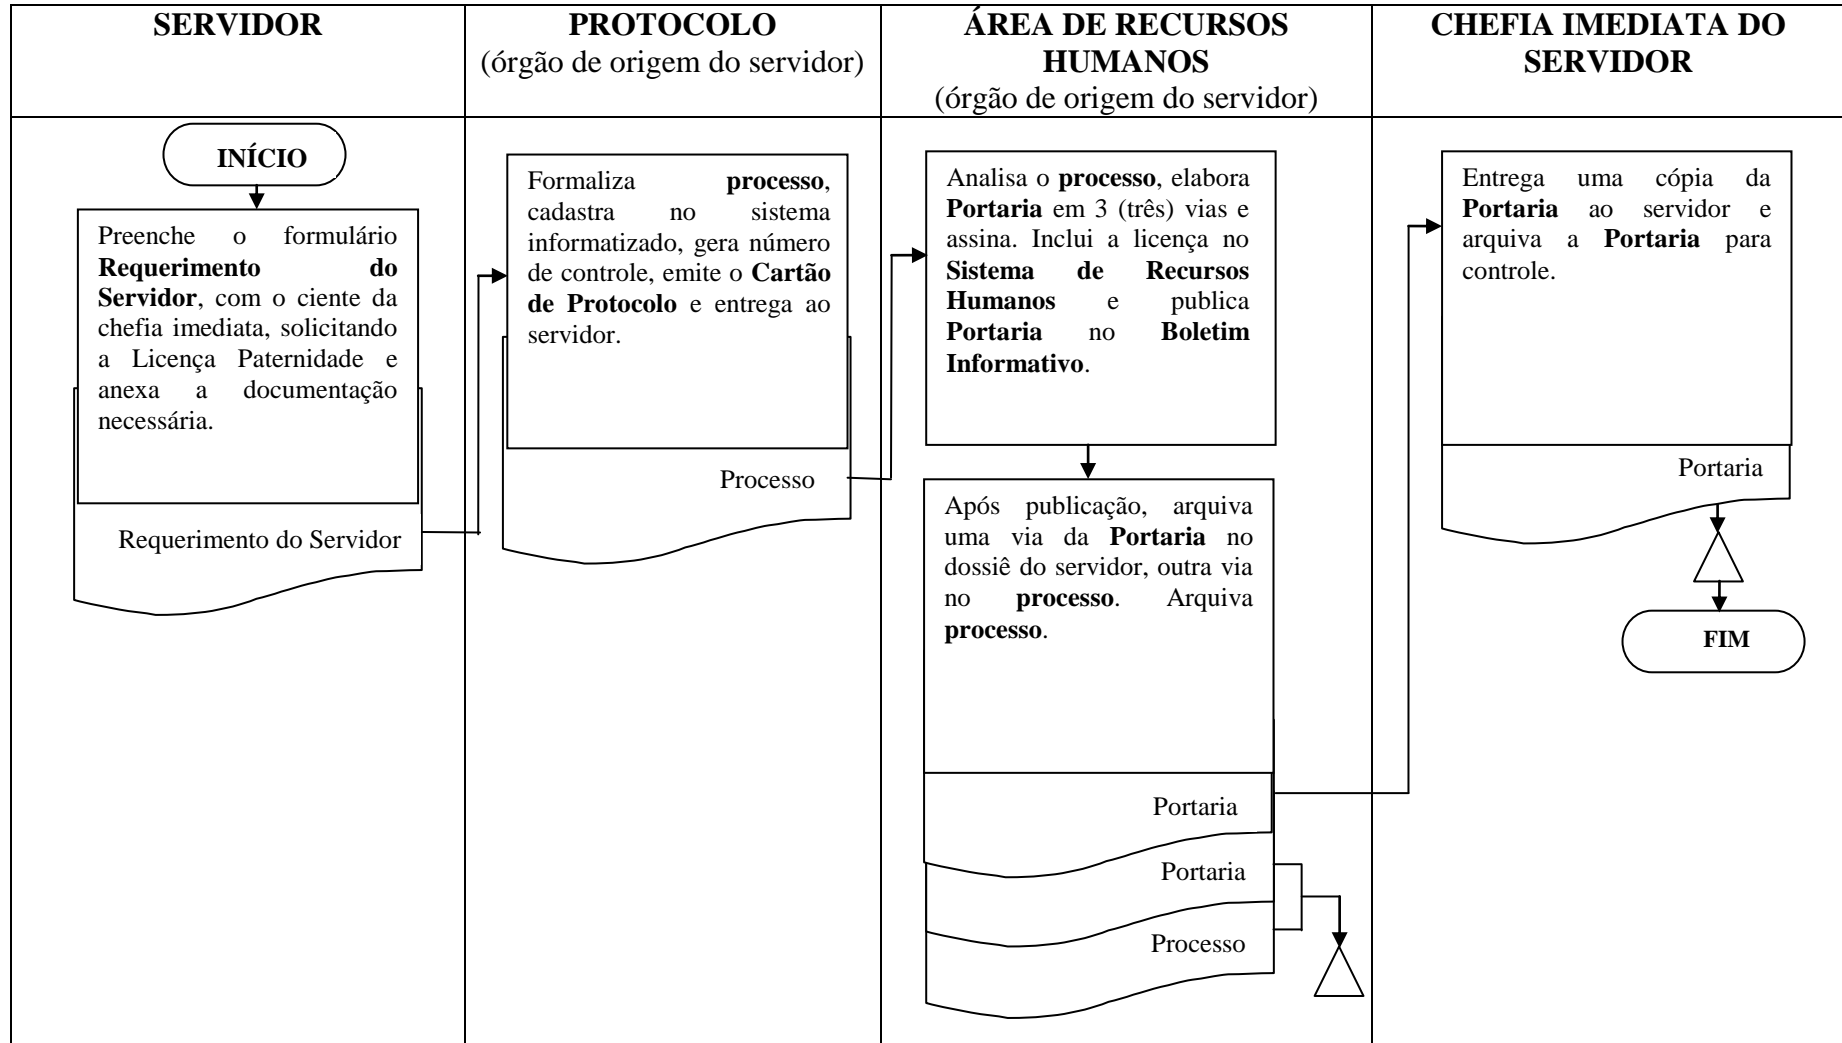 SERVIDOR
PROTOCOLO
(órgão de origem do servidor)
ÁREA DE RECURSOS
HUMANOS
(órgão de origem do servidor)
CHEFIA IMEDIATA DO
SERVIDOR
INÍCIO
Preenche o formulário
Requerimento do
Servidor, com o ciente da
chefia imediata, solicitando
a Licença Paternidade e
anexa a documentação
necessária.
Requerimento do Servidor
Formaliza processo,
cadastra no sistema
informatizado, gera número
de controle, emite o Cartão
de Protocolo e entrega ao
servidor.
Processo
Analisa o processo, elabora
Portaria em 3 (três) vias e
assina. Inclui a licença no
Sistema de Recursos
Humanos e publica
Portaria no Boletim
Informativo.
Após publicação, arquiva
uma via da Portaria no
dossiê do servidor, outra via
no processo. Arquiva
processo.
Portaria
Portaria
Processo
Entrega uma cópia da
Portaria ao servidor e
arquiva a Portaria para
controle.
Portaria
FIM